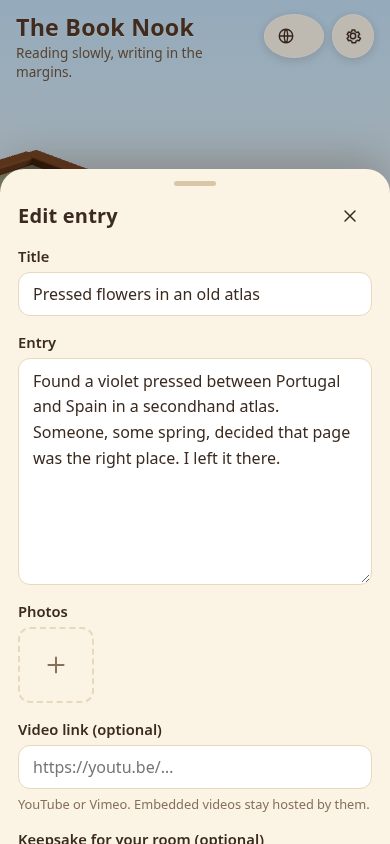 The Book Nook
Reading slowly, writing in the
margins.
Edit entry
Title
Pressed flowers in an old atlas
Entry
Found a violet pressed between Portugal
and Spain in a secondhand atlas.
Someone, some spring, decided that page
was the right place. I left it there.
Photos
Video link (optional)
https://youtu.be/...
YouTube or Vimeo. Embedded videos stay hosted by them.
Keepsake for your room (optional)